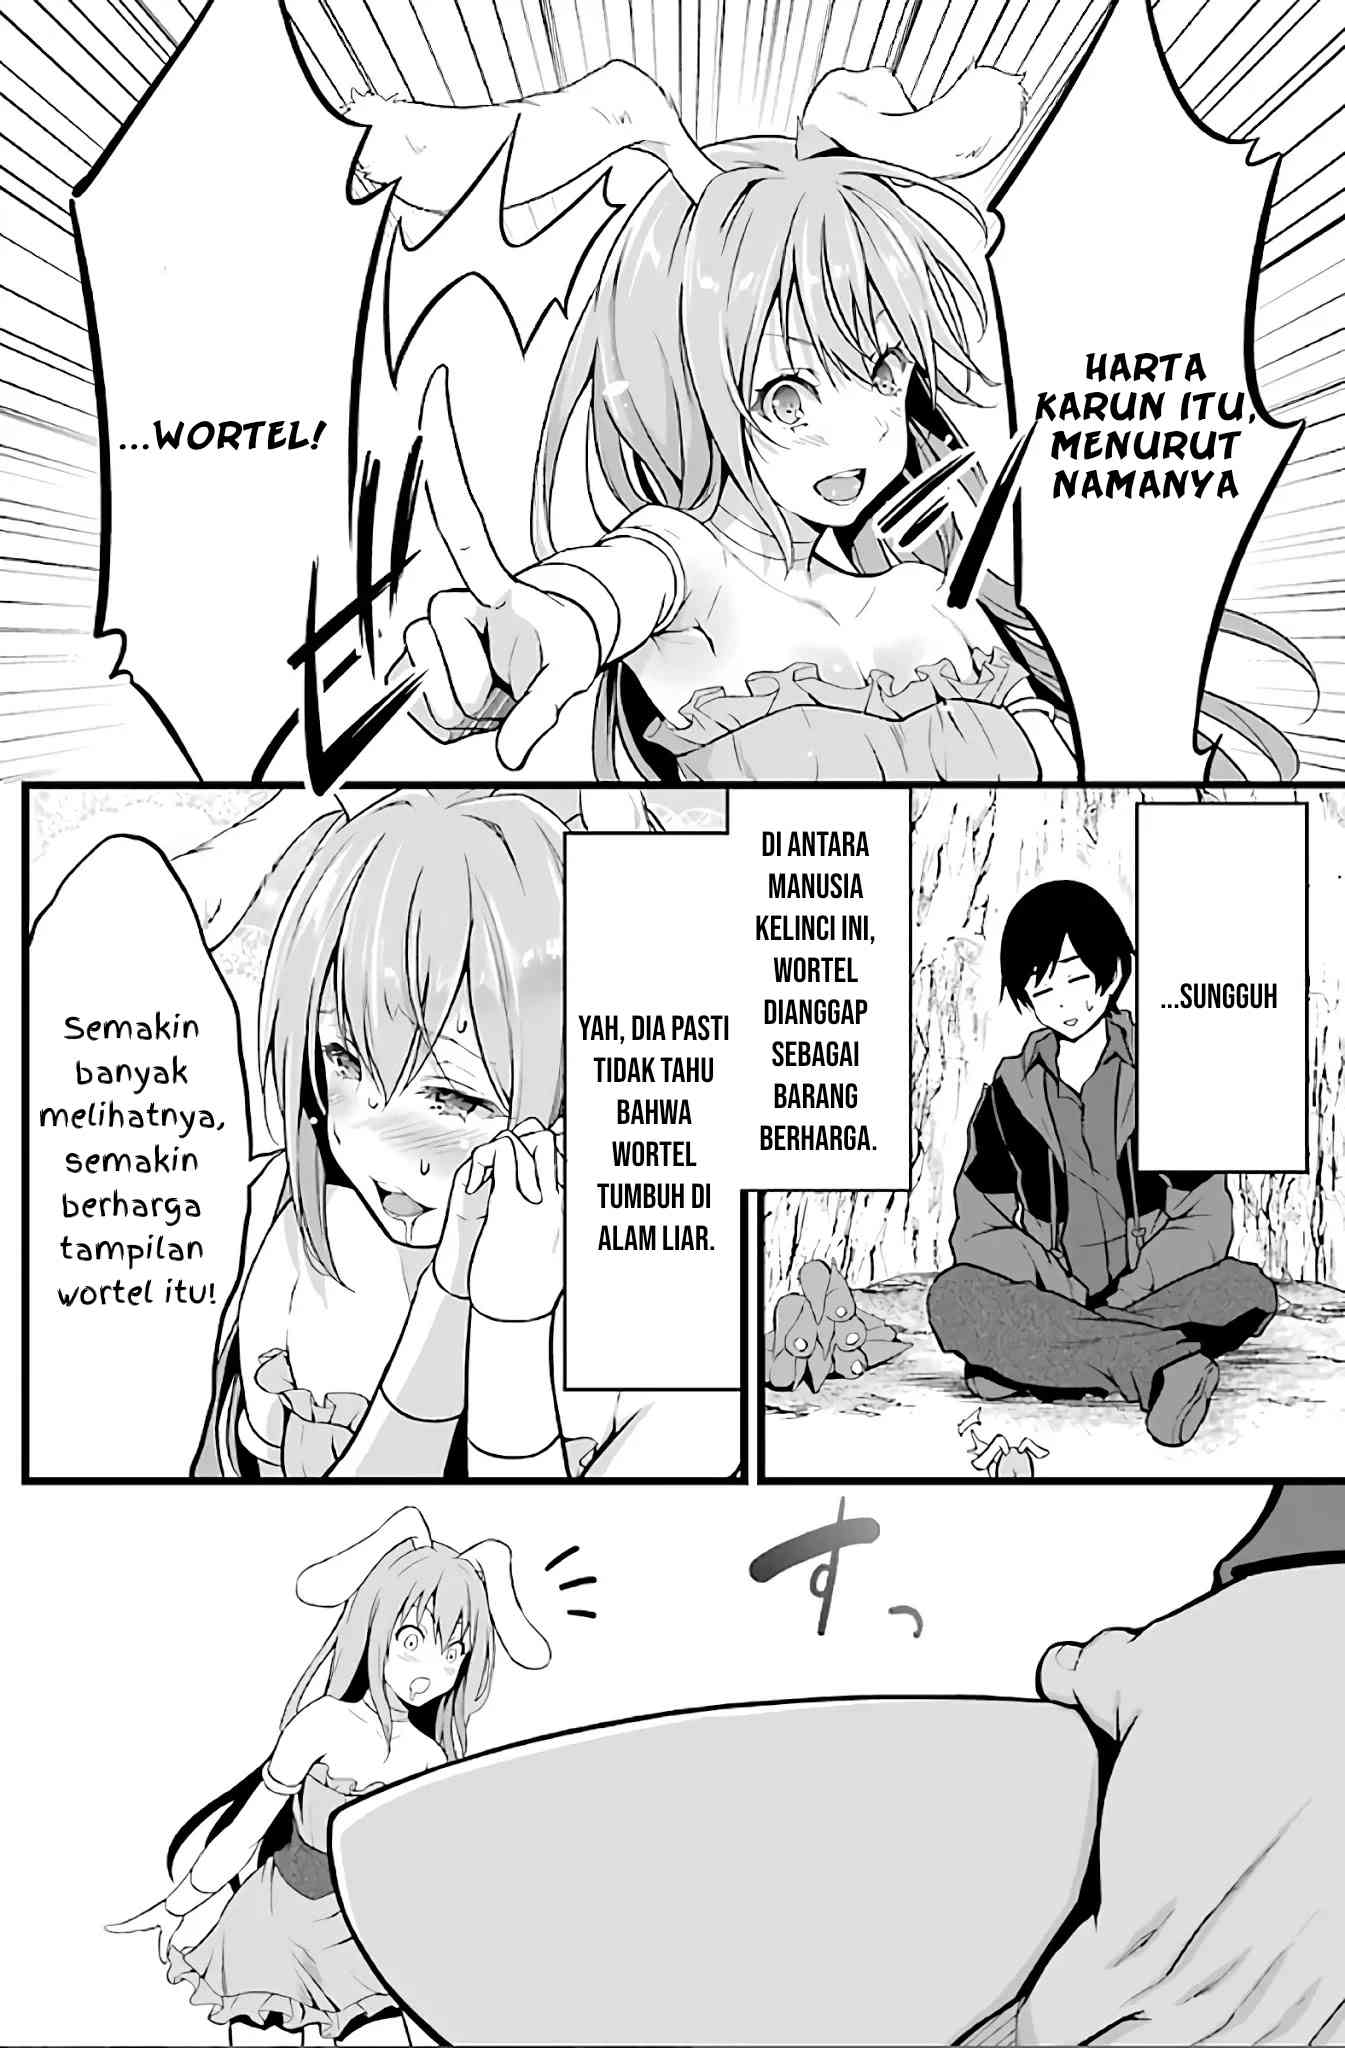 HARTA
KARUN ITU,
MENURUT
NAMANYA
...WORTEL!
...SUNGGUH
DI ANTARA
MANUSIA
KELINCI INI,
WORTEL
DIANGGAP
SEBAGAI
BARANG
BERHARGA.
YAH, DIA PASTI
TIDAK TAHU
BAHWA
WORTEL
TUMBUH DI
ALAM LIAR.
Semakin
banyak
melihatnya,
semakin
berharga
tampilan
wortel itu!
すっ